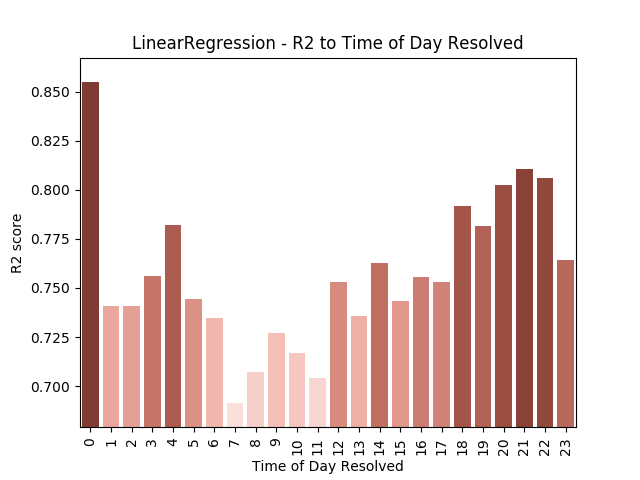 LinearRegression - R2 to Time of Day Resolved
R2 score
0.850
0.825
0.800
0.775
0.750
0.725
0.700
0 1 2 3 4 5 6 7 8 9 10 11 12 13 14 15 16 17 18 19 20 21 22 23
Time of Day Resolved